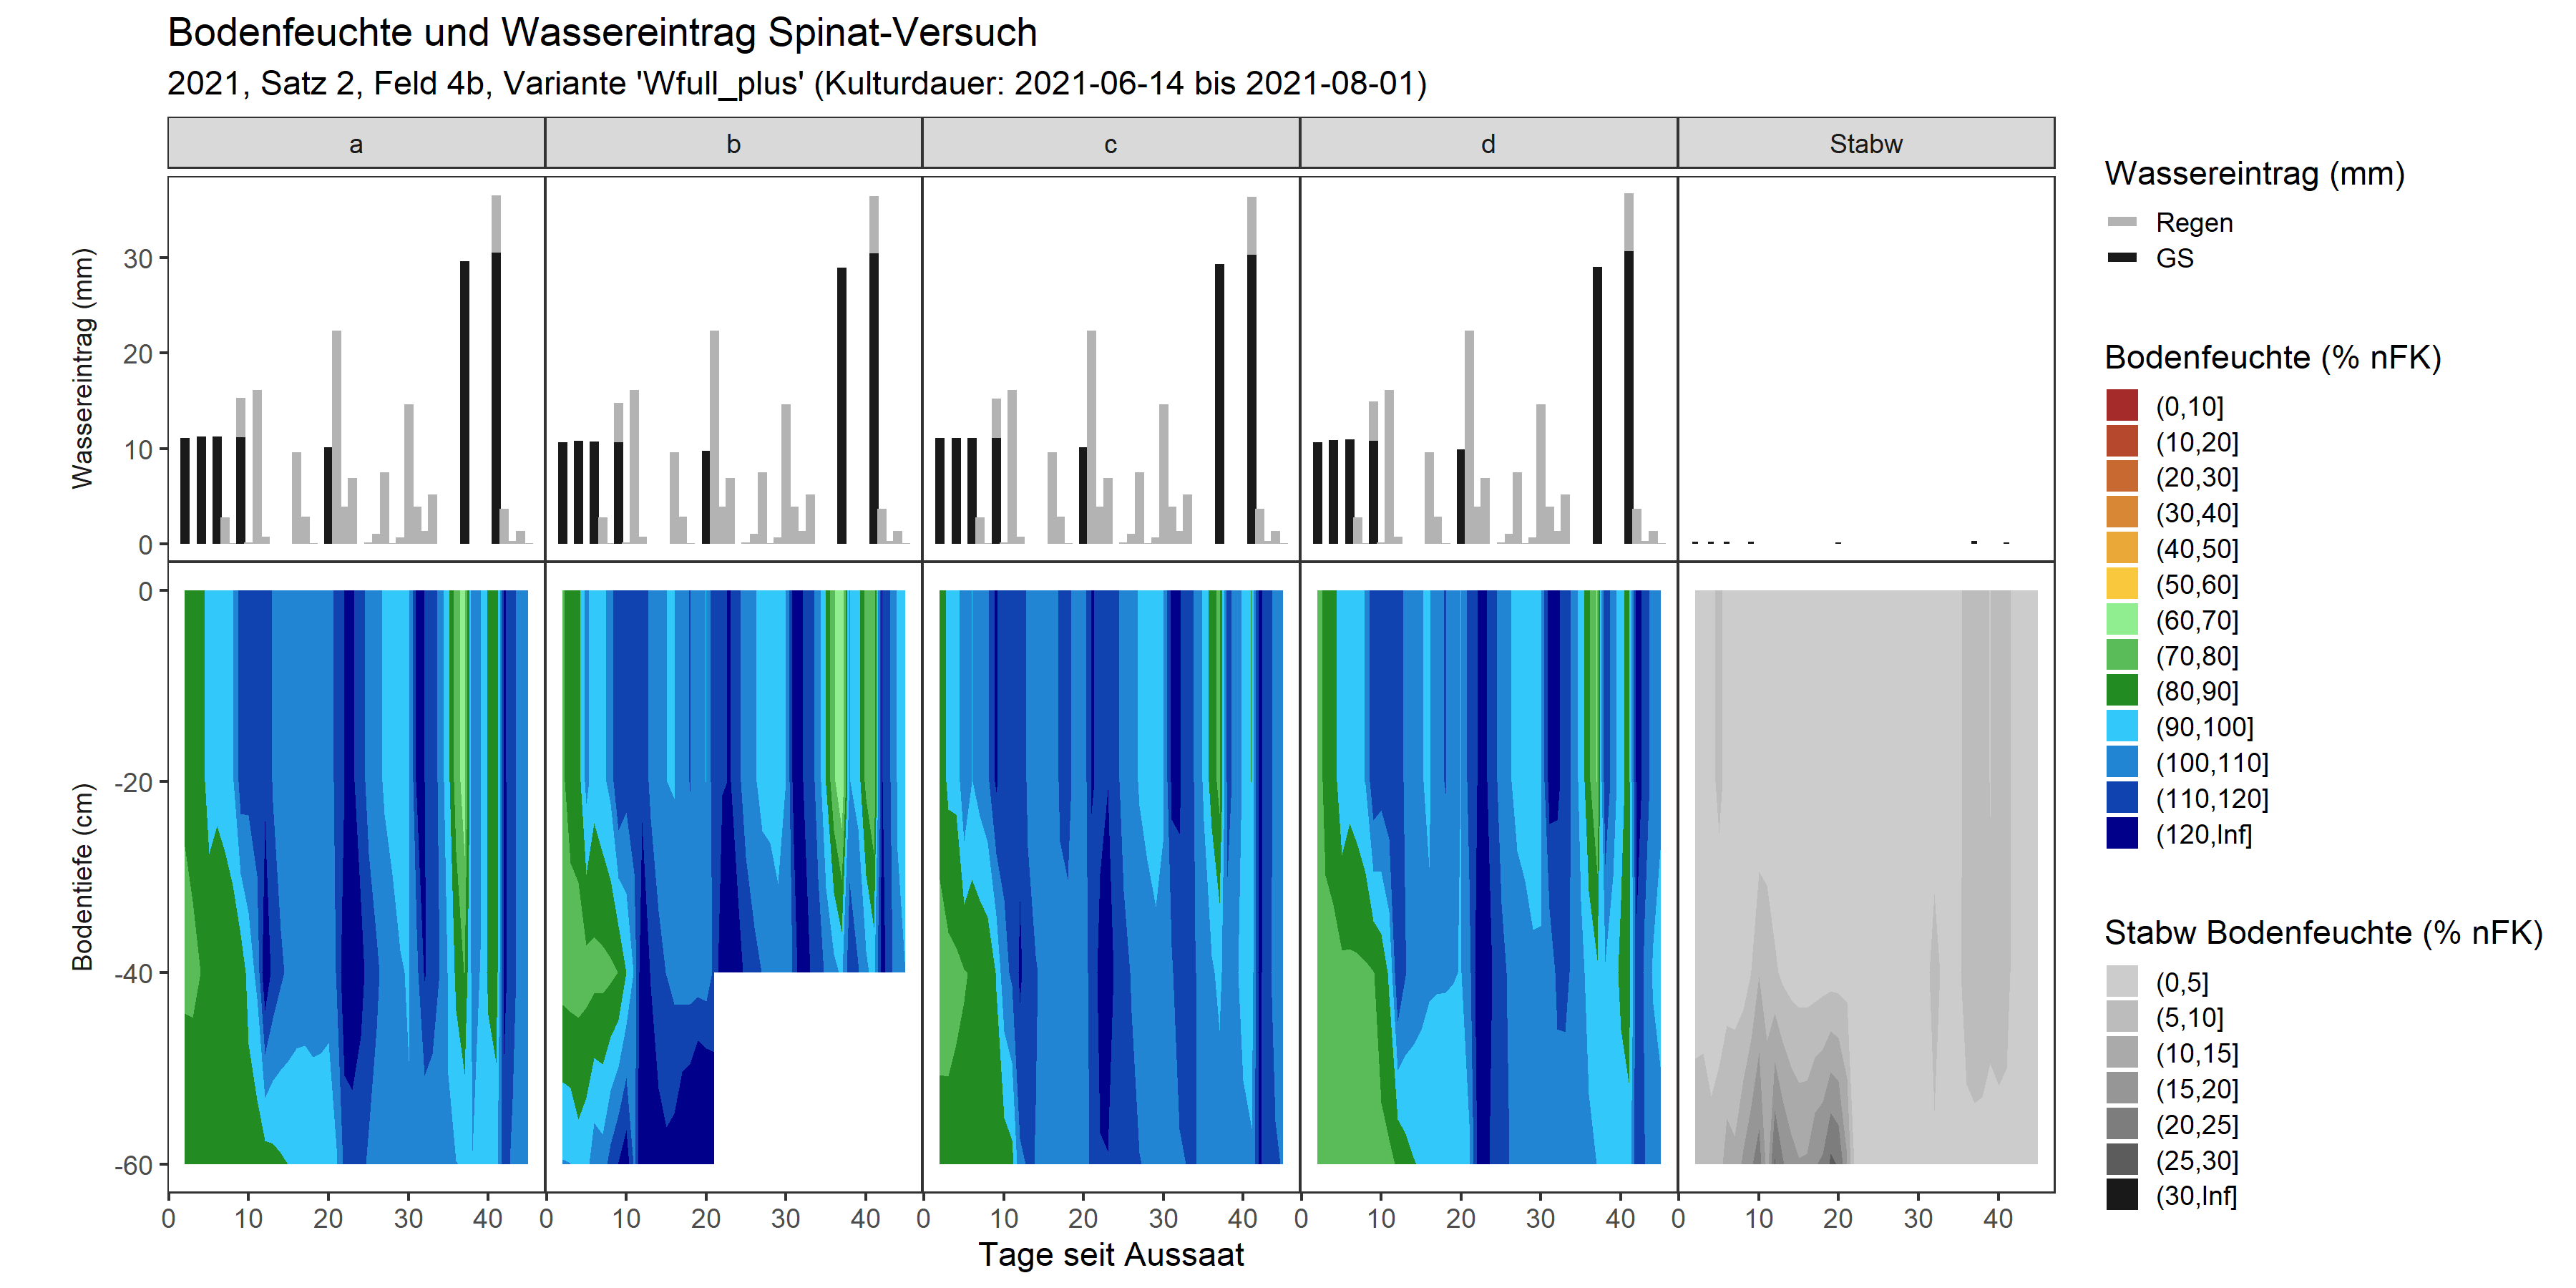 Bodenfeuchte und Wassereintrag Spinat-Versuch
2021, Satz 2, Feld 4b, Variante 'Wfull_plus' (Kulturdauer: 2021-06-14 bis 2021-08-01)
a b c d Stabw
Wassereintrag (mm)
30
20
10
0
Bodentiefe (cm)
0
-20
-40
-60
0 10 20 30 40 0 10 20 30 40 0 10 20 30 40 0 10 20 30 40 0 10 20 30 40
Tage seit Aussaat
Wassereintrag (mm)
Regen
GS
Bodenfeuchte (% nFK)
(0,10]
(10,20]
(20,30]
(30,40]
(40,50]
(50,60]
(60,70]
(70,80]
(80,90]
(90,100]
(100,110]
(110,120]
(120,Inf]
Stabw Bodenfeuchte (% nFK)
(0,5]
(5,10]
(10,15]
(15,20]
(20,25]
(25,30]
(30,Inf]